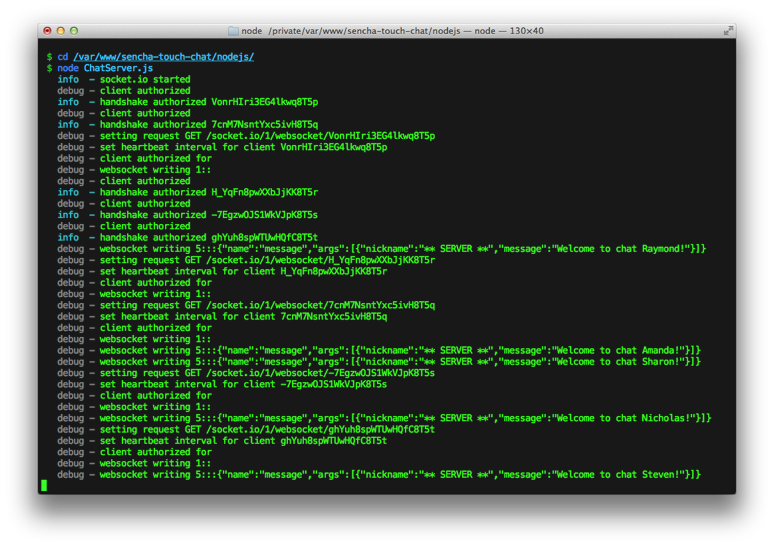 node /private/var/www/sencha-touch-chat/nodejs — node — 130×40
$ cd /var/www/sencha-touch-chat/nodejs/
$ node ChatServer.js
info - socket.io started
debug - client authorized
info - handshake authorized VonrHIri3EG4lkwq8T5p
debug - client authorized
info - handshake authorized 7cnM7NsntYxc5ivH8T5q
debug - setting request GET /socket.io/1/websocket/VonrHIri3EG4lkwq8T5p
debug - set heartbeat interval for client VonrHIri3EG4lkwq8T5p
debug - client authorized for
debug - websocket writing 1::
debug - client authorized
info - handshake authorized H_YqFn8pwXXbJjKK8T5r
debug - client authorized
info - handshake authorized -7EgzwOJS1WkVJpK8T5s
debug - client authorized
info - handshake authorized ghYuh8spWTUwHQfC8T5t
debug - websocket writing 5:::{"name":"message","args":[{"nickname":"** SERVER **","message":"Welcome to chat Raymond!"}]}
debug - setting request GET /socket.io/1/websocket/H_YqFn8pwXXbJjKK8T5r
debug - set heartbeat interval for client H_YqFn8pwXXbJjKK8T5r
debug - client authorized for
debug - websocket writing 1::
debug - setting request GET /socket.io/1/websocket/7cnM7NsntYxc5ivH8T5q
debug - set heartbeat interval for client 7cnM7NsntYxc5ivH8T5q
debug - client authorized for
debug - websocket writing 1::
debug - websocket writing 5:::{"name":"message","args":[{"nickname":"** SERVER **","message":"Welcome to chat Amanda!"}]}
debug - websocket writing 5:::{"name":"message","args":[{"nickname":"** SERVER **","message":"Welcome to chat Sharon!"}]}
debug - setting request GET /socket.io/1/websocket/-7EgzwOJS1WkVJpK8T5s
debug - set heartbeat interval for client -7EgzwOJS1WkVJpK8T5s
debug - client authorized for
debug - websocket writing 1::
debug - websocket writing 5:::{"name":"message","args":[{"nickname":"** SERVER **","message":"Welcome to chat Nicholas!"}]}
debug - setting request GET /socket.io/1/websocket/ghYuh8spWTUwHQfC8T5t
debug - set heartbeat interval for client ghYuh8spWTUwHQfC8T5t
debug - client authorized for
debug - websocket writing 1::
debug - websocket writing 5:::{"name":"message","args":[{"nickname":"** SERVER **","message":"Welcome to chat Steven!"}]}